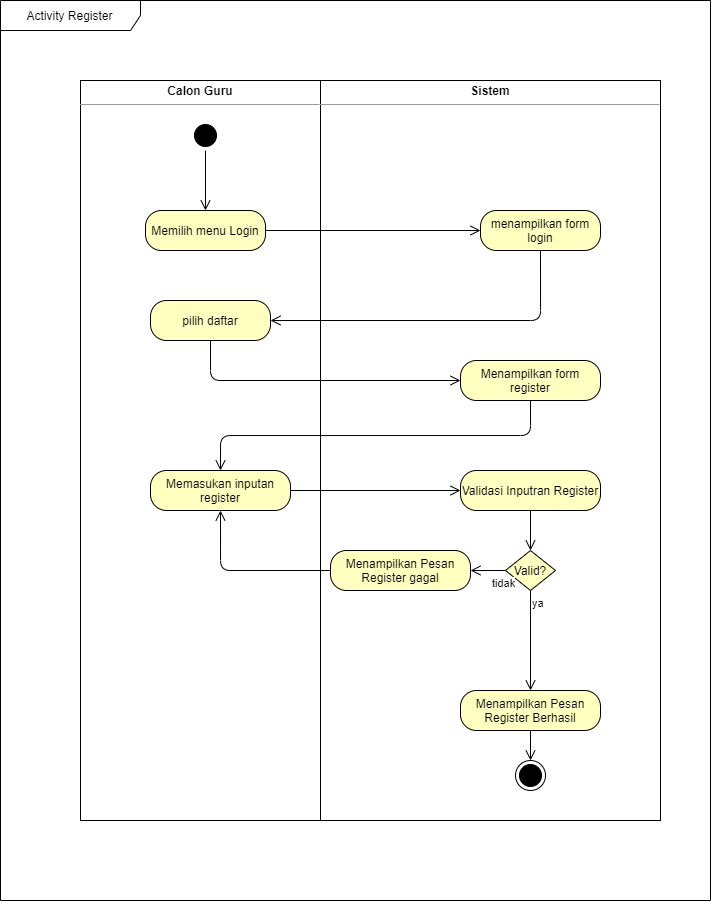 Activity Register
Calon Guru
Sistem
Memilih menu Login
menampilkan form
login
pilih daftar
Menampilkan form
register
Memasukan inputan
register
Validasi Inputran Register
Menampilkan Pesan
Register gagal
Valid?
tidak
ya
Menampilkan Pesan
Register Berhasil